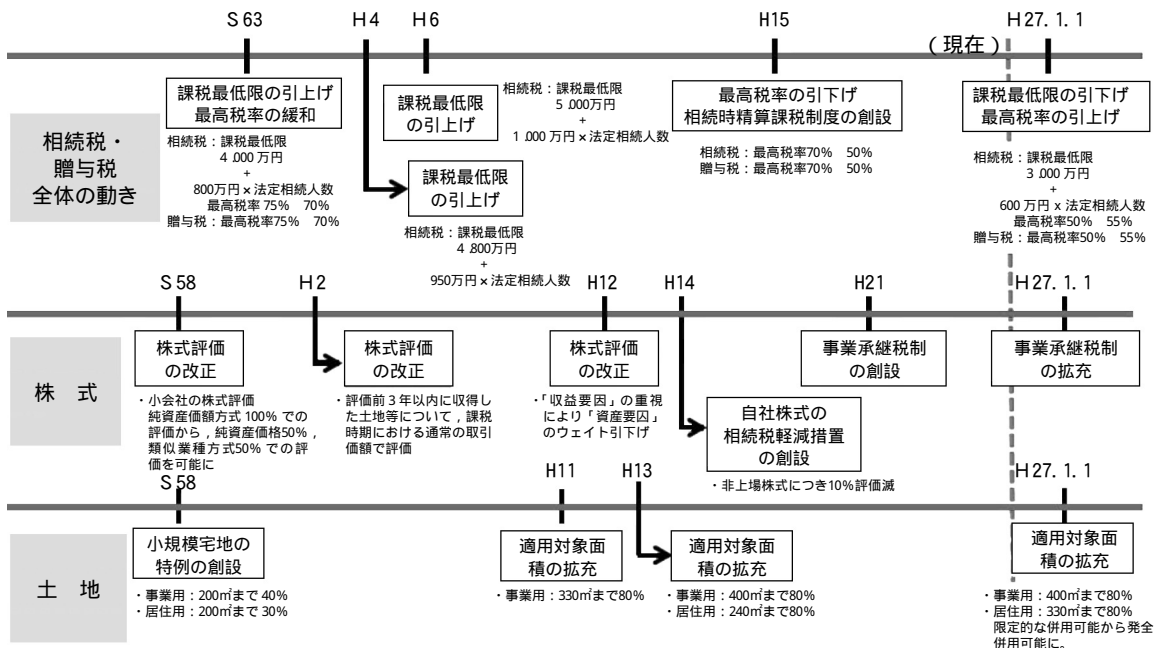 S 63
H 4
H 6
H15
(現在)
H 27. 1. 1
相続税・
贈与税
全体の動き
課税最低限の引上げ
最高税率の緩和
相続税:課税最低限
4 000 万円
+
800万円×法定相続人数
最高税率 75% 70%
贈与税:最高税率75% 70%
課税最低限
の引上げ
相続税:課税最低限
5 000万円
+
1 000 万円×法定相続人数
課税最低限
の引上げ
相続税:課税最低限
4 800万円
+
950万円×法定相続人数
最高税率の引下げ
相続時精算課税制度の創設
相続税:最高税率70% 50%
贈与税:最高税率70% 50%
課税最低限の引下げ
最高税率の引上げ
相続税:課税最低限
3 000 万円
+
600 万円 x 法定相続人数
最高税率50% 55%
贈与税:最高税率50% 55%
S 58
H 2
H12
H14
H21
H 27. 1. 1
株 式
株式評価
の改正
・小会社の株式評価
純資産価額方式 100% での
評価から,純資産価格50%,
類似業種方式50% での評
価を可能に
株式評価
の改正
・評価前3年以内に取得し
た土地等について,課税
時期における通常の取引
価額で評価
株式評価
の改正
・「収益要因」の重視
により「資産要因」
のウェイト引下げ
自社株式の
相続税軽減措置
の創設
・非上場株式につき10%評価減
事業承継税制
の創設
事業承継税制
の拡充
S 58
H11
H13
H 27. 1. 1
土 地
小規模宅地の
特例の創設
・事業用:200㎡まで 40%
・居住用:200㎡まで 30%
適用対象面
積の拡充
・事業用:330㎡まで80%
適用対象面
積の拡充
・事業用:400㎡まで80%
・居住用:240㎡まで80%
適用対象面
積の拡充
・事業用:400㎡まで80%
・居住用:330㎡まで80%
限定的な併用可能から発全
併用可能に。